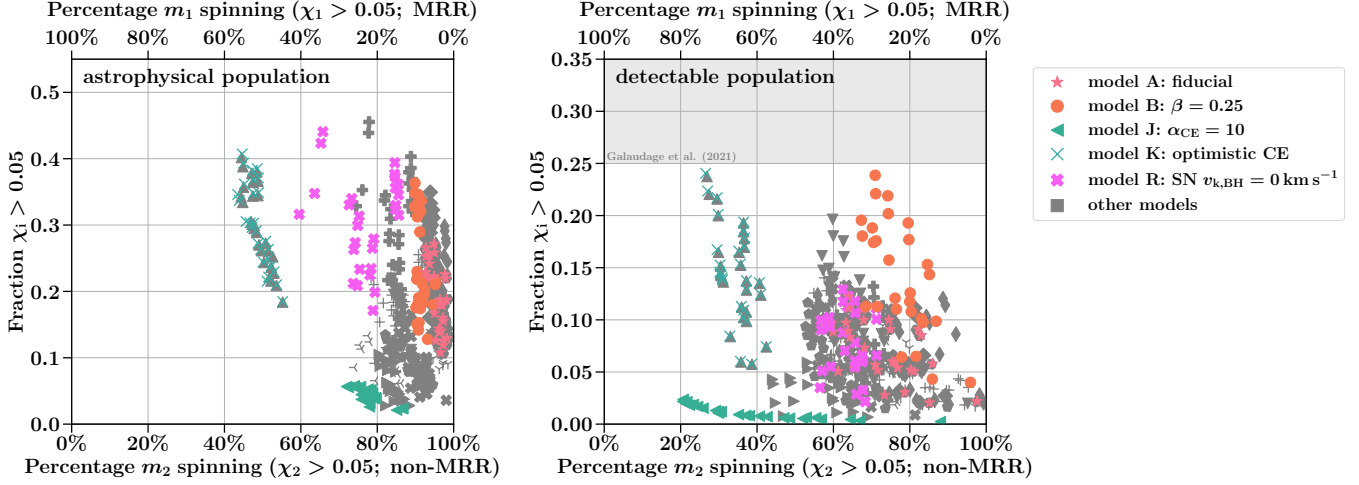 Percentage m₁ spinning (χ₁ > 0.05; MRR)
100% 80% 60% 40% 20% 0%
astrophysical population
Fraction χᵢ > 0.05
0.5
0.4
0.3
0.2
0.1
0.0
0% 20% 40% 60% 80% 100%
Percentage m₂ spinning (χ₂ > 0.05; non-MRR)
Percentage m₁ spinning (χ₁ > 0.05; MRR)
100% 80% 60% 40% 20% 0%
detectable population
Galaudage et al. (2021)
Fraction χᵢ > 0.05
0.35
0.30
0.25
0.20
0.15
0.10
0.05
0.00
0% 20% 40% 60% 80% 100%
Percentage m₂ spinning (χ₂ > 0.05; non-MRR)
model A: fiducial
model B: β = 0.25
model J: α_CE = 10
model K: optimistic CE
model R: SN v_k,BH = 0 km s⁻¹
other models